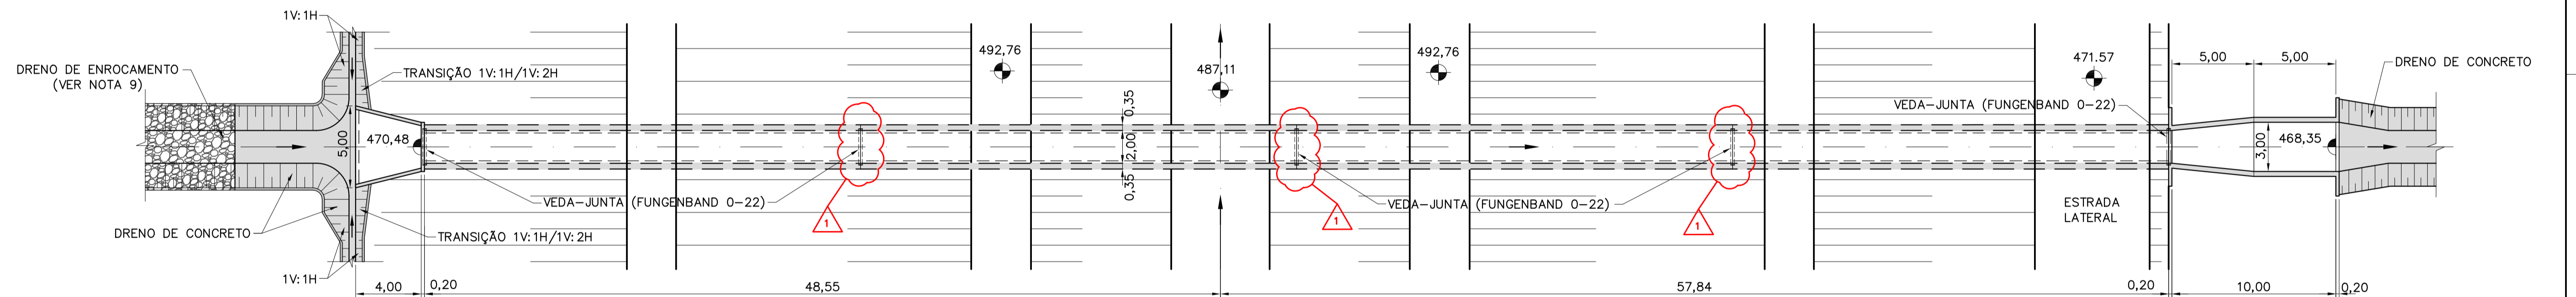 1V:1H
DRENO DE ENROCAMENTO
(VER NOTA 9)
TRANSIÇÃO 1V:1H/1V:2H
5,00
470,48
VEDA-JUNTA (FUNGENBAND 0-22)
DRENO DE CONCRETO
TRANSIÇÃO 1V:1H/1V:2H
1V:1H
4,00
0,20
48,55
1
492,76
0,35
2,00
0,35
487,11
1
VEDA-JUNTA (FUNGENBAND 0-22)
492,76
1
57,84
471.57
VEDA-JUNTA (FUNGENBAND 0-22)
ESTRADA
LATERAL
0,20
5,00
5,00
3,00
468,35
10,00
0,20
DRENO DE CONCRETO